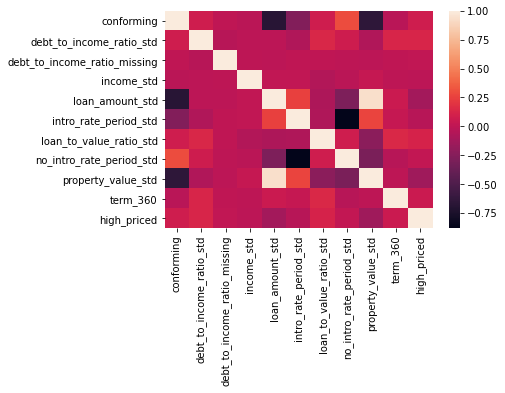 conforming
debt_to_income_ratio_std
debt_to_income_ratio_missing
income_std
loan_amount_std
intro_rate_period_std
loan_to_value_ratio_std
no_intro_rate_period_std
property_value_std
term_360
high_priced
conforming
debt_to_income_ratio_std
debt_to_income_ratio_missing
income_std
loan_amount_std
intro_rate_period_std
loan_to_value_ratio_std
no_intro_rate_period_std
property_value_std
term_360
high_priced
1.00
0.75
0.50
0.25
0.00
−0.25
−0.50
−0.75